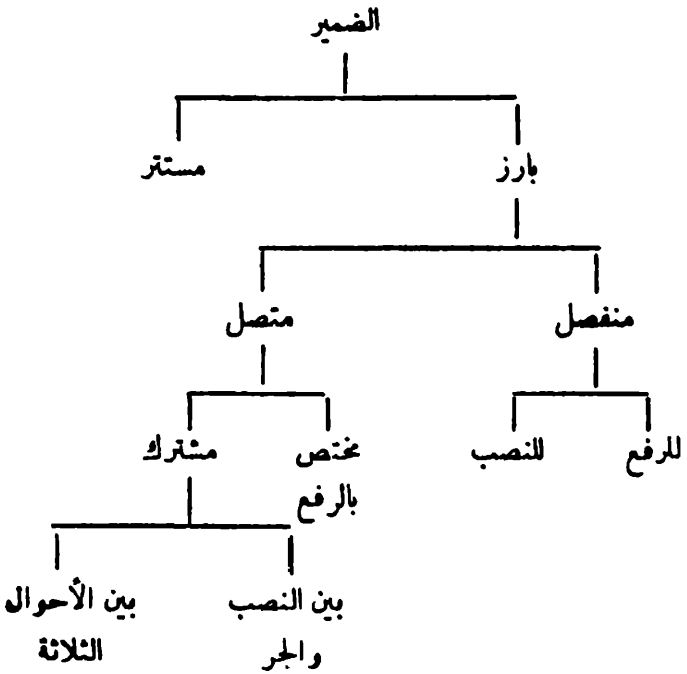 الضمير
بارز
مستتر
منفصل
متصل
للرفع
للنصب
مختص
بالرفع
مشترك
بين النصب
والجر
بين الأحوال
الثلاثة